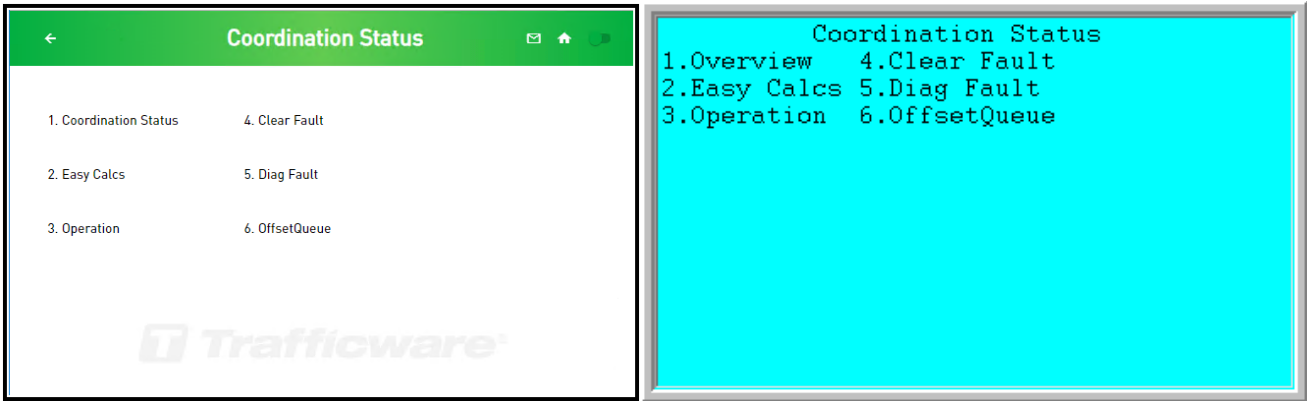 Coordination Status
1. Coordination Status 4. Clear Fault
2. Easy Calcs 5. Diag Fault
3. Operation 6. OffsetQueue
T Trafficware®
Coordination Status
1.Overview 4.Clear Fault
2.Easy Calcs 5.Diag Fault
3.Operation 6.OffsetQueue